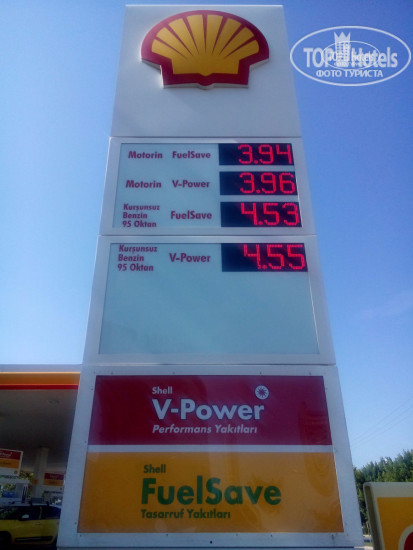 TOP Hotels
ФОТО ТУРИСТА
Motorin FuelSave 3.94
Motorin V-Power 3.96
Kurşunsuz
Benzin FuelSave 4.53
95 Oktan
Kurşunsuz
Benzin V-Power 4.55
95 Oktan
Shell
V-Power
Performans Yakıtları
Shell
FuelSave
Tasarruf Yakıtları